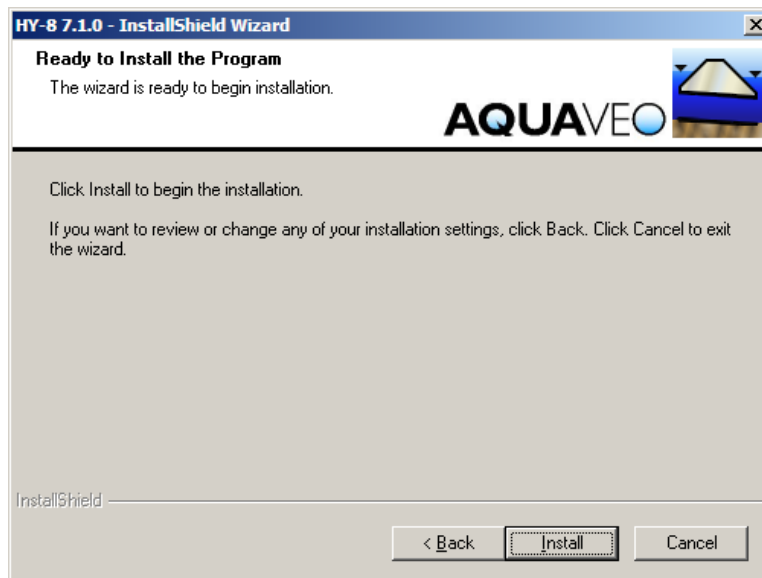 HY-8 7.1.0 - InstallShield Wizard
Ready to Install the Program
The wizard is ready to begin installation.
AQUAVEO
Click Install to begin the installation.
If you want to review or change any of your installation settings, click Back. Click Cancel to exit
the wizard.
InstallShield
< Back
Install
Cancel